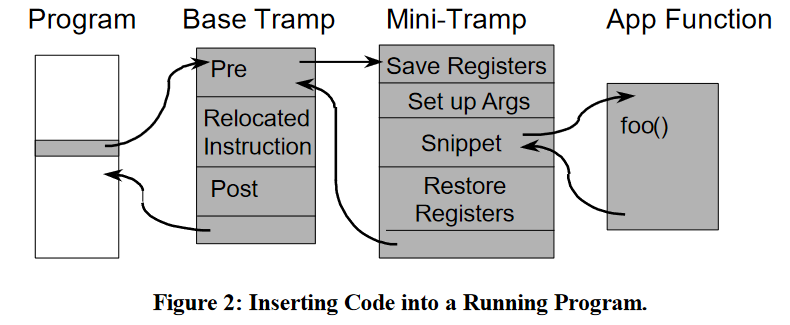 Program
Base Tramp
Mini-Tramp
App Function
Pre
Relocated
Instruction
Post
Save Registers
Set up Args
Snippet
Restore
Registers
foo()
Figure 2: Inserting Code into a Running Program.